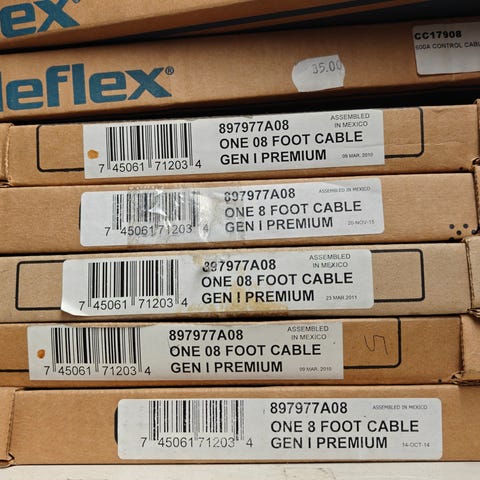 flex®
leflex®
35.00
CC17908
600A CONTROL CABL
897977A08
ASSEMBLED
IN MEXICO
ONE 08 FOOT CABLE
GEN I PREMIUM
09 MAR. 2010
7 45061 71203 4
897977A08
ASSEMBLED IN MEXICO
ONE 8 FOOT CABLE
GEN I PREMIUM
20-NOV-15
7 45061 71203 4
897977A08
ASSEMBLED
IN MEXICO
ONE 08 FOOT CABLE
GEN I PREMIUM
23 MAR 2011
7 45061 71203 4
897977A08
ASSEMBLED
IN MEXICO
ONE 08 FOOT CABLE
GEN I PREMIUM
09 MAR. 2010
7 45061 71203 4
897977A08
ASSEMBLED IN MEXICO
ONE 8 FOOT CABLE
GEN I PREMIUM
14-OCT-14
7 45061 71203 4